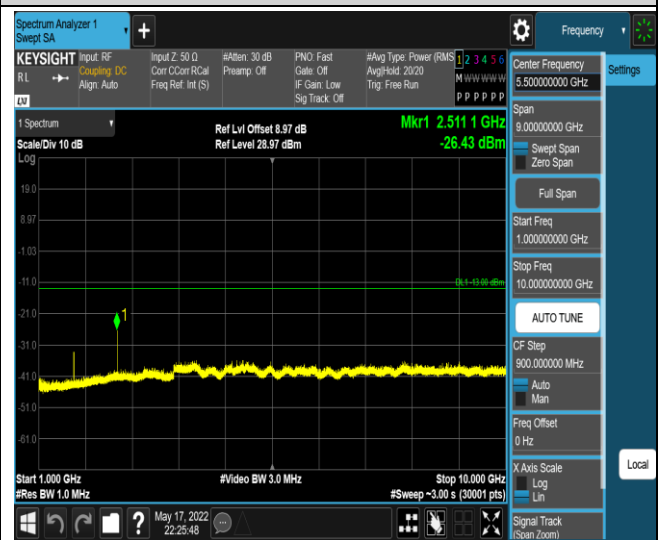 Spectrum Analyzer 1
Swept SA
+
Frequency
KEYSIGHT
RL
LXI
Input: RF
Coupling: DC
Align: Auto
Input Z: 50 Ω
Corr CCorr RCal
Freq Ref: Int (S)
#Atten: 30 dB
Preamp: Off
PNO: Fast
Gate: Off
IF Gain: Low
Sig Track: Off
#Avg Type: Power (RMS
Avg|Hold: 20/20
Trig: Free Run
1 2 3 4 5 6
M W W W W W
P P P P P P
1 Spectrum
Scale/Div 10 dB
Log
Ref Lvl Offset 8.97 dB
Ref Level 28.97 dBm
Mkr1 2.511 1 GHz
-26.43 dBm
19.0
8.97
-1.03
-11.0
DL1 -13.00 dBm
-21.0
1
-31.0
-41.0
-51.0
-61.0
Start 1.000 GHz
#Res BW 1.0 MHz
#Video BW 3.0 MHz
Stop 10.000 GHz
#Sweep ~3.00 s (30001 pts)
?
May 17, 2022
22:25:48
Center Frequency
5.500000000 GHz
Span
9.00000000 GHz
Swept Span
Zero Span
Full Span
Start Freq
1.000000000 GHz
Stop Freq
10.000000000 GHz
AUTO TUNE
CF Step
900.000000 MHz
Auto
Man
Freq Offset
0 Hz
X Axis Scale
Log
Lin
Signal Track
(Span Zoom)
Settings
Local